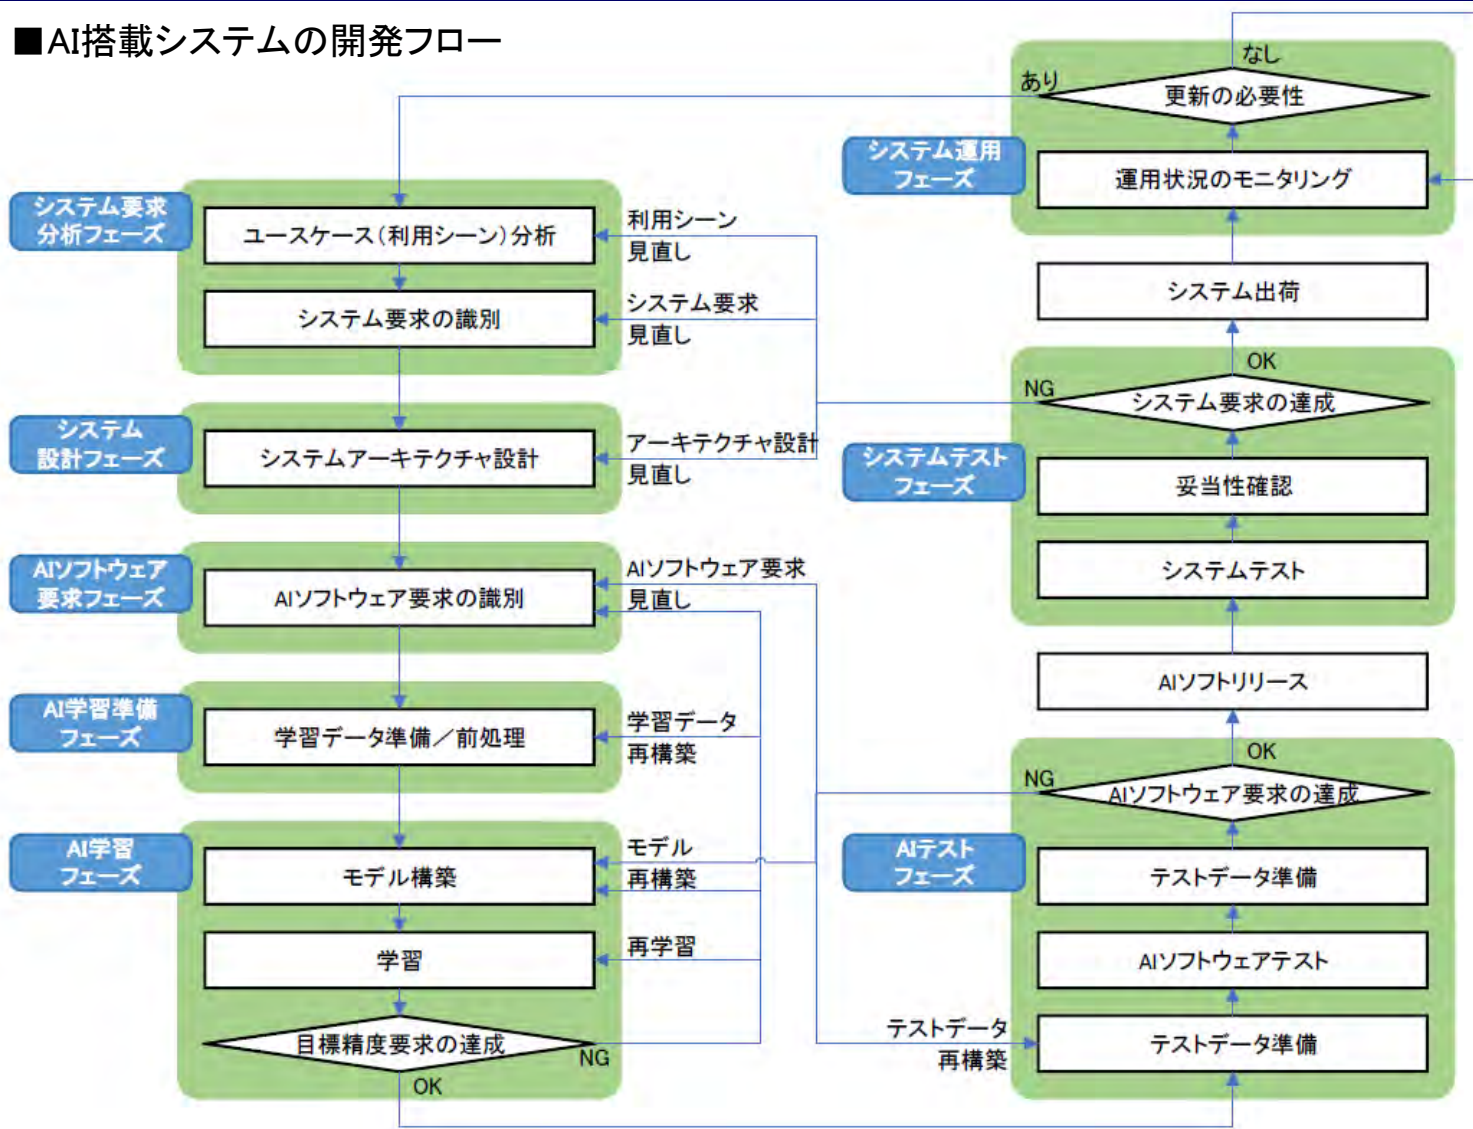 ■AI搭載システムの開発フロー
システム要求
分析フェーズ
ユースケース(利用シーン)分析
利用シーン
見直し
システム要求の識別
システム要求
見直し
システム
設計フェーズ
システムアーキテクチャ設計
アーキテクチャ設計
見直し
AIソフトウェア
要求フェーズ
AIソフトウェア要求の識別
AIソフトウェア要求
見直し
AI学習準備
フェーズ
学習データ準備／前処理
学習データ
再構築
AI学習
フェーズ
モデル構築
モデル
再構築
学習
再学習
目標精度要求の達成
NG
OK
なし
あり
更新の必要性
システム運用
フェーズ
運用状況のモニタリング
システム出荷
OK
NG
システム要求の達成
システムテスト
フェーズ
妥当性確認
システムテスト
AIソフトリリース
OK
NG
AIソフトウェア要求の達成
AIテスト
フェーズ
テストデータ準備
AIソフトウェアテスト
テストデータ
再構築
テストデータ準備